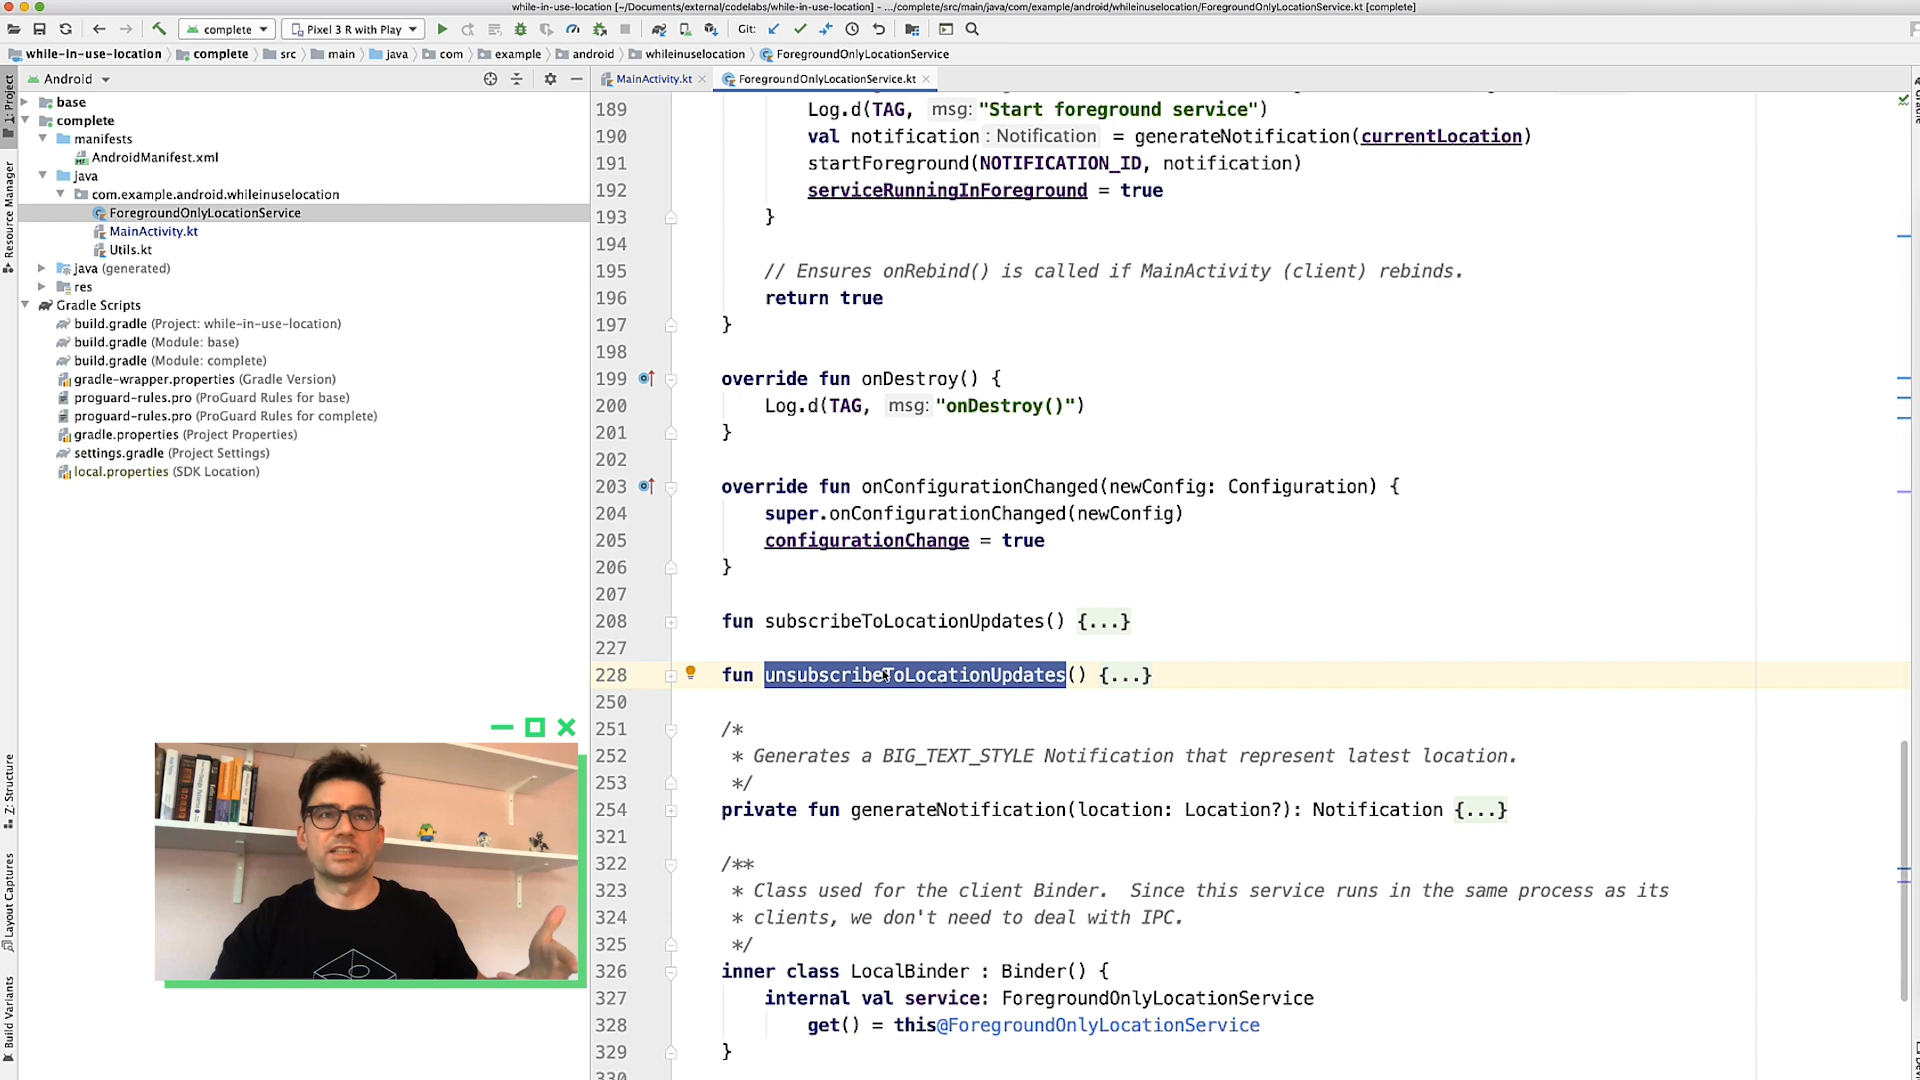 while-in-use-location [~/Documents/external/codelabs/while-in-use-location] - .../complete/src/main/java/com/example/android/whileinuselocation/ForegroundOnlyLocationService.kt [complete]
complete
Pixel 3 R with Play
Git:
while-in-use-location
complete
src
main
java
com
example
android
whileinuselocation
ForegroundOnlyLocationService.kt
Android
MainActivity.kt
ForegroundOnlyLocationService.kt
1: Project
Resource Manager
Z: Structure
Layout Captures
Build Variants
base
complete
manifests
AndroidManifest.xml
java
com.example.android.whileinuselocation
ForegroundOnlyLocationService
MainActivity.kt
Utils.kt
java (generated)
res
Gradle Scripts
build.gradle (Project: while-in-use-location)
build.gradle (Module: base)
build.gradle (Module: complete)
gradle-wrapper.properties (Gradle Version)
proguard-rules.pro (ProGuard Rules for base)
proguard-rules.pro (ProGuard Rules for complete)
gradle.properties (Project Properties)
settings.gradle (Project Settings)
local.properties (SDK Location)
189 Log.d(TAG, msg: "Start foreground service")
190 val notification : Notification = generateNotification(currentLocation)
191 startForeground(NOTIFICATION_ID, notification)
192 serviceRunningInForeground = true
193 }
194
195 // Ensures onRebind() is called if MainActivity (client) rebinds.
196 return true
197 }
198
199 override fun onDestroy() {
200 Log.d(TAG, msg: "onDestroy()")
201 }
202
203 override fun onConfigurationChanged(newConfig: Configuration) {
204 super.onConfigurationChanged(newConfig)
205 configurationChange = true
206 }
207
208 fun subscribeToLocationUpdates() {...}
227
228 fun unsubscribeToLocationUpdates() {...}
250
251 /*
252 * Generates a BIG_TEXT_STYLE Notification that represent latest location.
253 */
254 private fun generateNotification(location: Location?): Notification {...}
321
322 /**
323 * Class used for the client Binder.  Since this service runs in the same process as its
324 * clients, we don't need to deal with IPC.
325 */
326 inner class LocalBinder : Binder() {
327 internal val service: ForegroundOnlyLocationService
328 get() = this@ForegroundOnlyLocationService
329 }
330